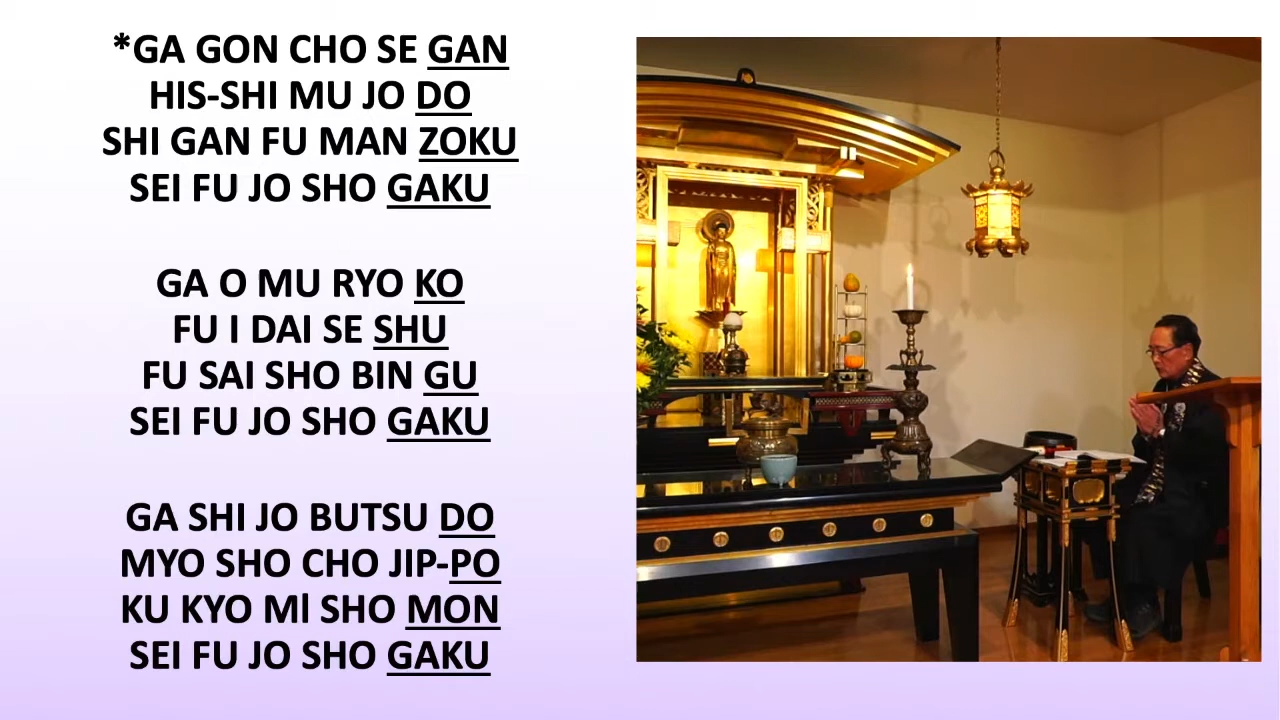 *GA GON CHO SE GAN
HIS-SHI MU JO DO
SHI GAN FU MAN ZOKU
SEI FU JO SHO GAKU
GA O MU RYO KO
FU I DAI SE SHU
FU SAI SHO BIN GU
SEI FU JO SHO GAKU
GA SHI JO BUTSU DO
MYO SHO CHO JIP-PO
KU KYO Ml SHO MON
SEI FU JO SHO GAKU